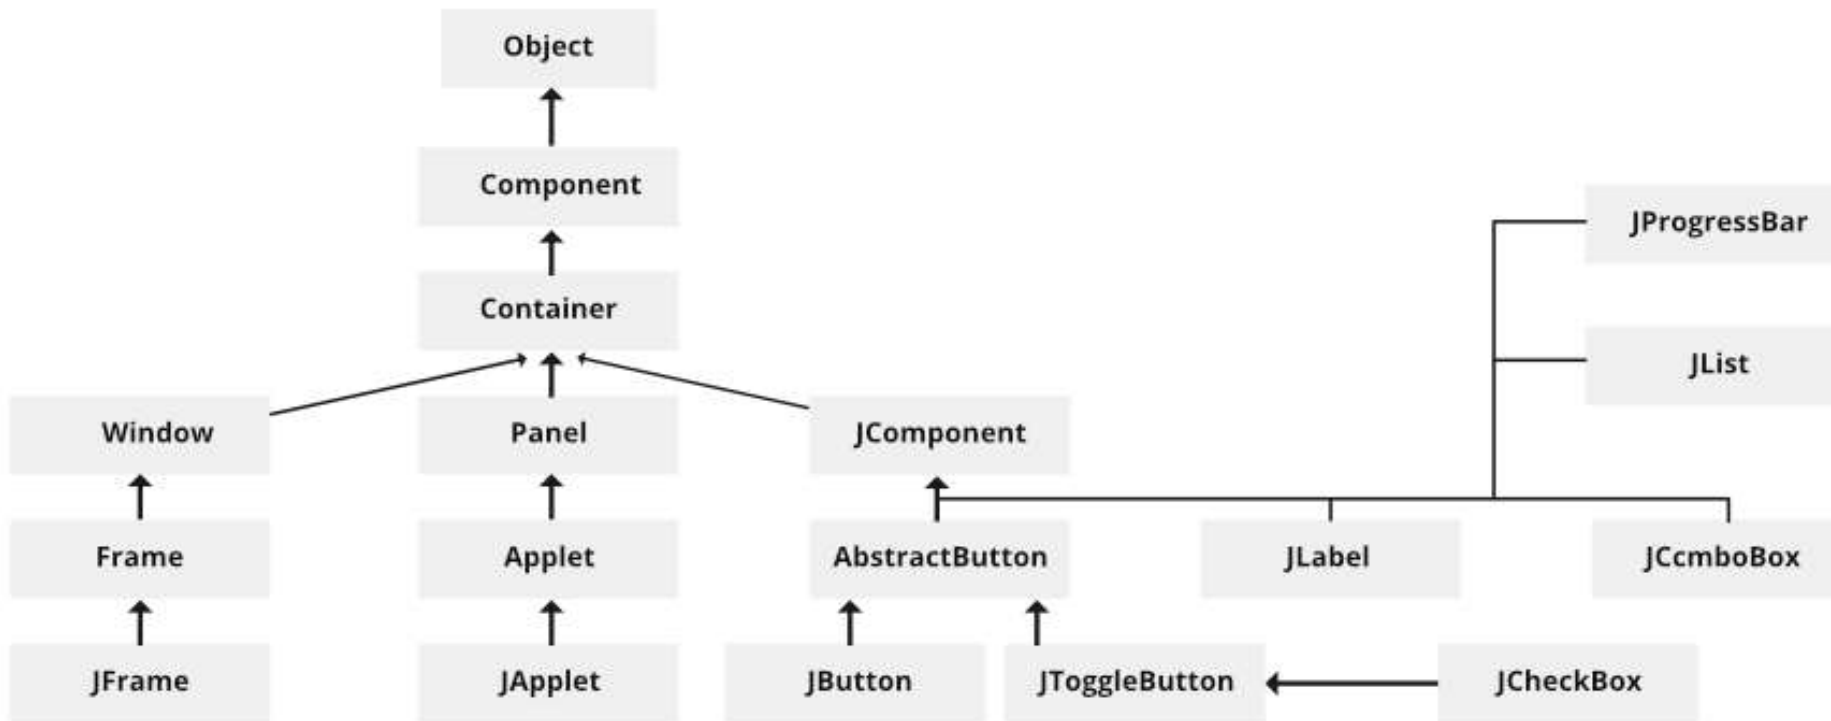 Object
Component
JProgressBar
Container
JList
Window
Panel
JComponent
Frame
Applet
AbstractButton
JLabel
JCcmboBox
JFrame
JApplet
JButton
JToggleButton
JCheckBox